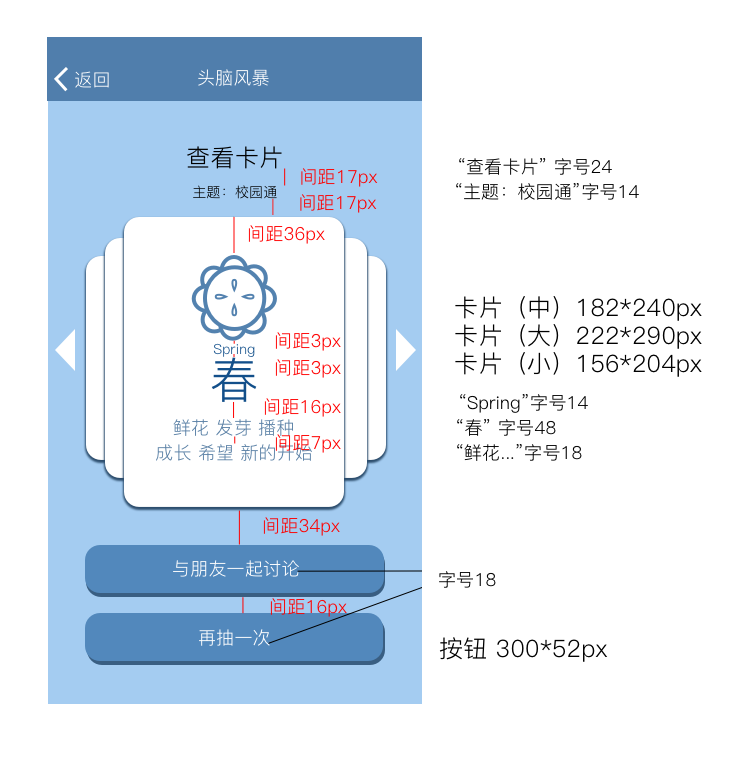 返回
头脑风暴
查看卡片
间距17px
主题：校园通
间距17px
间距36px
间距3px
Spring
间距3px
春
间距16px
鲜花 发芽 播种
间距7px
成长 希望 新的开始
间距34px
与朋友一起讨论
间距16px
再抽一次
“查看卡片” 字号24
“主题：校园通”字号14
卡片（中）182*240px
卡片（大）222*290px
卡片（小）156*204px
“Spring”字号14
“春” 字号48
“鲜花...”字号18
字号18
按钮 300*52px